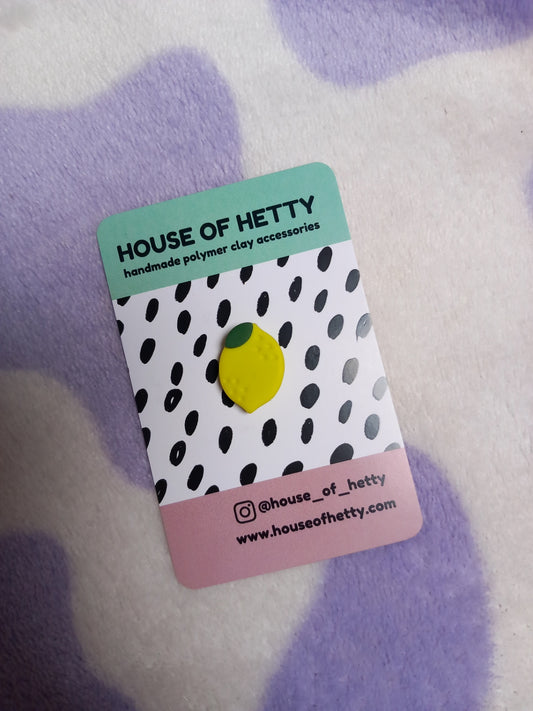 HOUSE OF HETTY
handmade polymer clay accessories
@house_of_hetty
www.houseofhetty.com